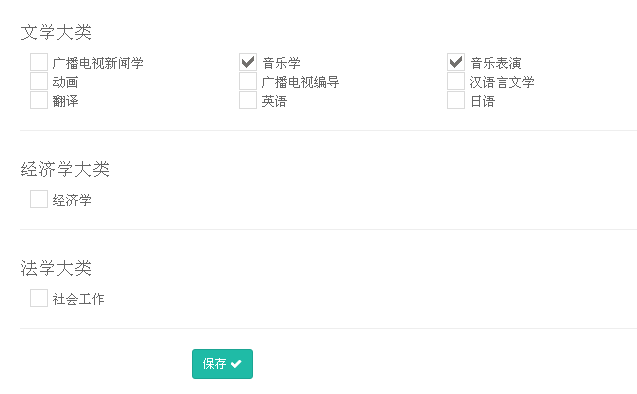 文学大类
广播电视新闻学 音乐学 音乐表演
动画 广播电视编导 汉语言文学
翻译 英语 日语
经济学大类
经济学
法学大类
社会工作
保存